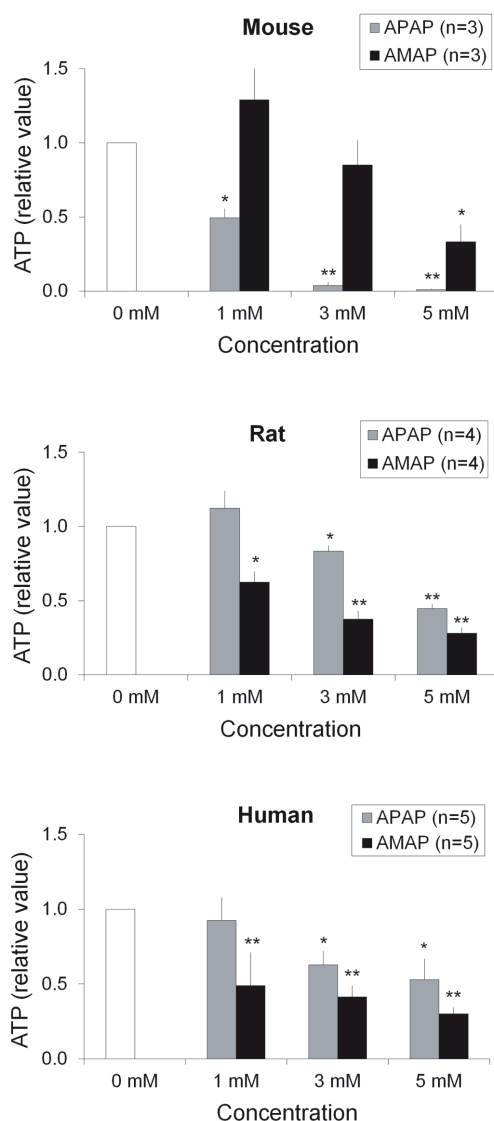 Mouse
APAP (n=3)
AMAP (n=3)
ATP (relative value)
1.5
1.0
0.5
0.0
*
**
**
*
0 mM 1 mM 3 mM 5 mM
Concentration
Rat
APAP (n=4)
AMAP (n=4)
ATP (relative value)
1.5
1.0
0.5
0.0
*
*
**
**
**
0 mM 1 mM 3 mM 5 mM
Concentration
Human
APAP (n=5)
AMAP (n=5)
ATP (relative value)
1.5
1.0
0.5
0.0
**
*
**
*
**
0 mM 1 mM 3 mM 5 mM
Concentration